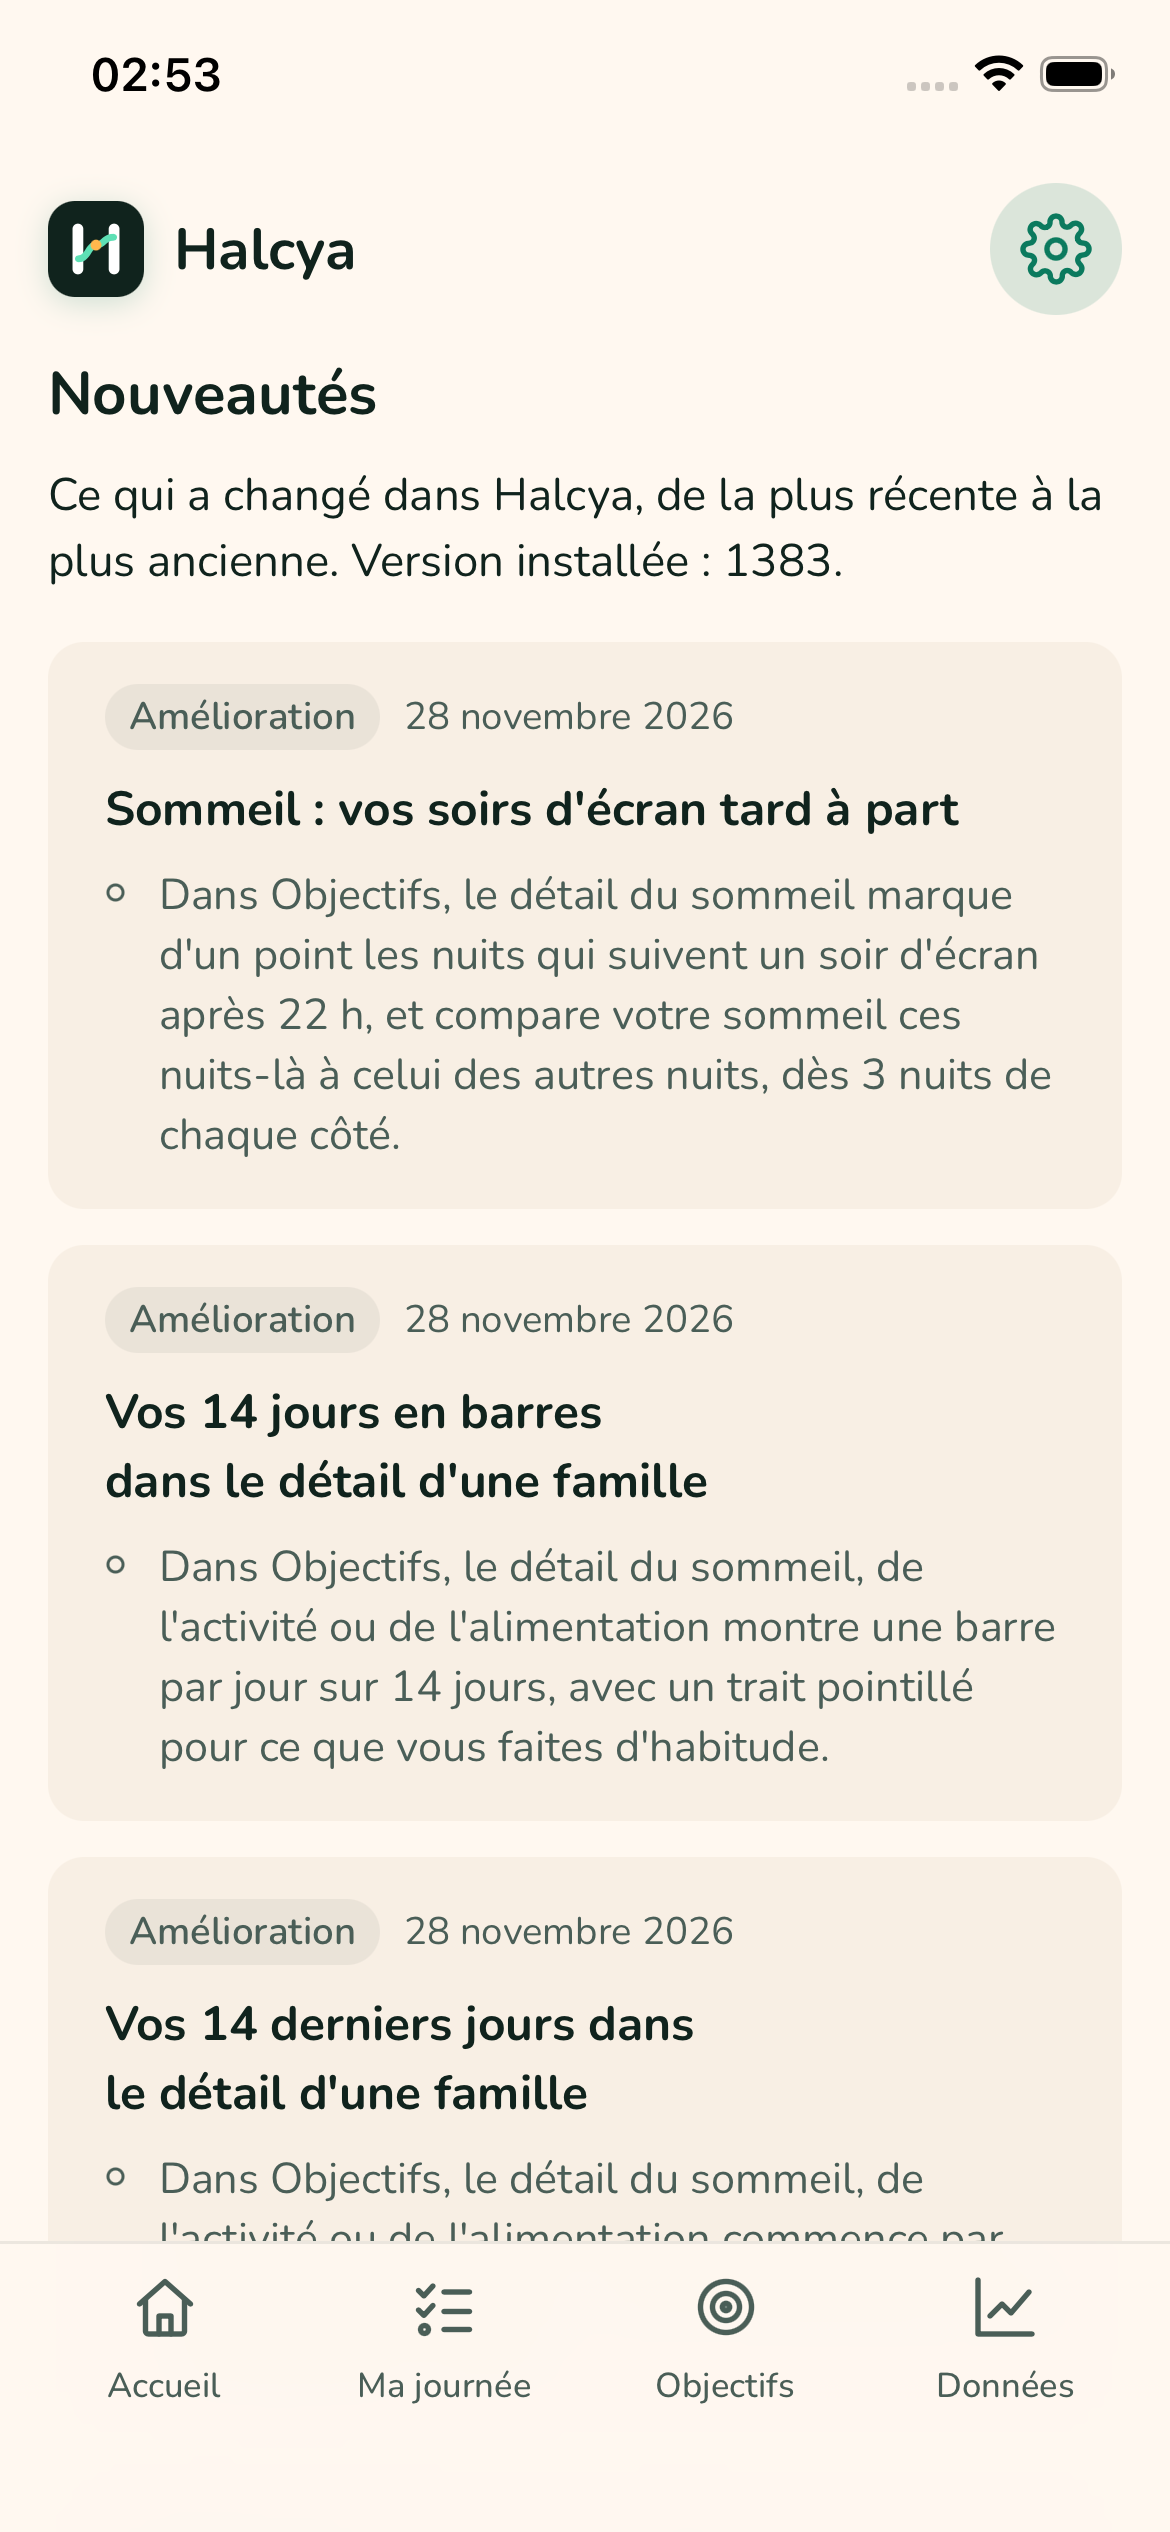 02:53
Halcya
Nouveautés
Ce qui a changé dans Halcya, de la plus récente à la
plus ancienne. Version installée : 1383.
Amélioration 28 novembre 2026
Sommeil : vos soirs d'écran tard à part
Dans Objectifs, le détail du sommeil marque
d'un point les nuits qui suivent un soir d'écran
après 22 h, et compare votre sommeil ces
nuits-là à celui des autres nuits, dès 3 nuits de
chaque côté.
Amélioration 28 novembre 2026
Vos 14 jours en barres
dans le détail d'une famille
Dans Objectifs, le détail du sommeil, de
l'activité ou de l'alimentation montre une barre
par jour sur 14 jours, avec un trait pointillé
pour ce que vous faites d'habitude.
Amélioration 28 novembre 2026
Vos 14 derniers jours dans
le détail d'une famille
Dans Objectifs, le détail du sommeil, de
l'activité ou de l'alimentation commence par
Accueil Ma journée Objectifs Données